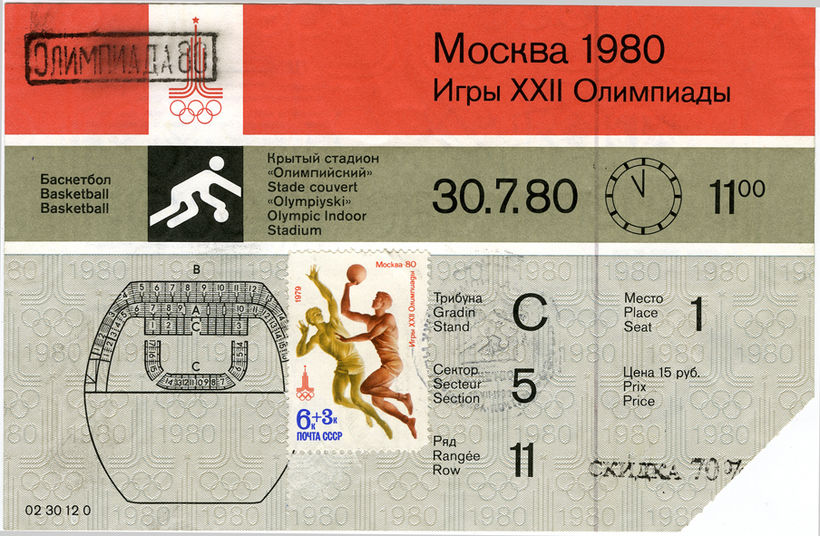 Олимпиада 80
Москва 1980
Игры XXII Олимпиады
Баскетбол
Basketball
Basketball
Крытый стадион
«Олимпийский»
Stade couvert
«Olympiyski»
Olympic Indoor
Stadium
30.7.80
11⁰⁰
B
A
C
C
Москва·80
1979
Игры XXII Олимпиады
6к+3к
ПОЧТА СССР
Трибуна
Gradin
Stand
C
Место
Place
Seat
1
Сектор
Secteur
Section
5
Цена 15 руб.
Prix
Price
Ряд
Rangée
Row
11
СКИДКА 70%
02 30 12 0
1980